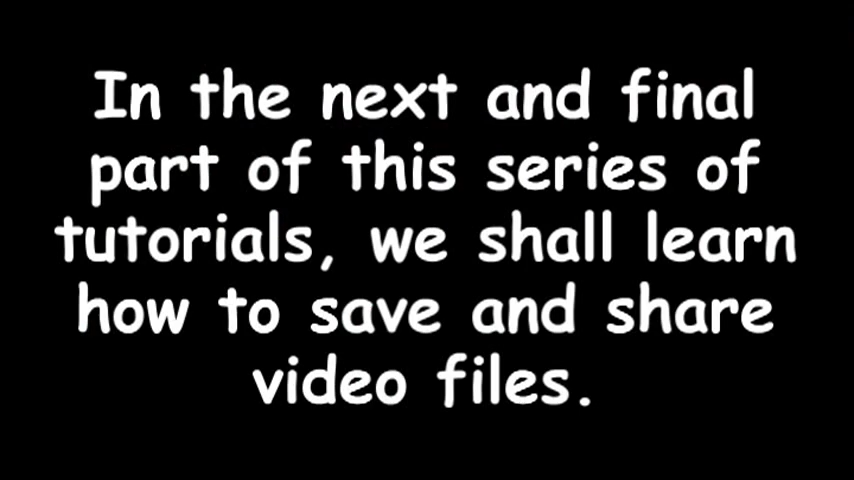 In the next and final
part of this series of
tutorials, we shall learn
how to save and share
video files.